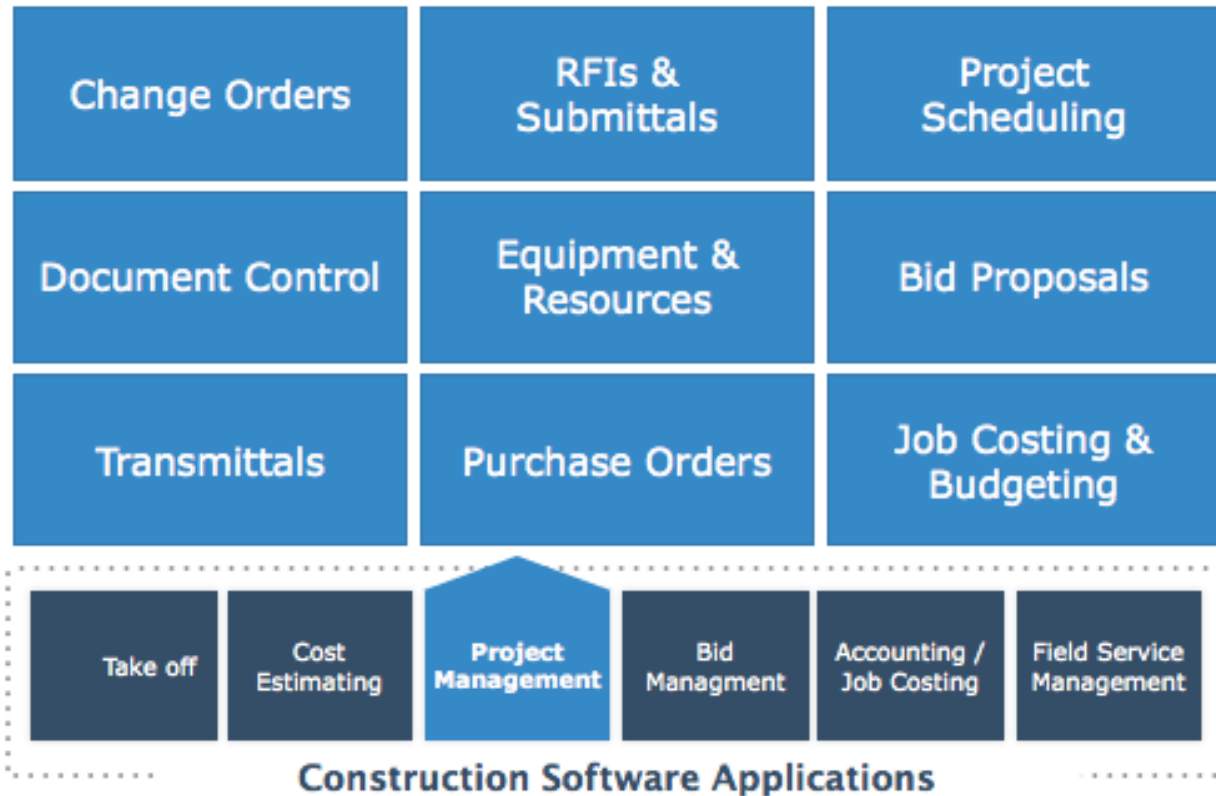 Change Orders
RFIs &
Submittals
Project
Scheduling
Document Control
Equipment &
Resources
Bid Proposals
Transmittals
Purchase Orders
Job Costing &
Budgeting
Take off
Cost
Estimating
Project
Management
Bid
Managment
Accounting /
Job Costing
Field Service
Management
Construction Software Applications